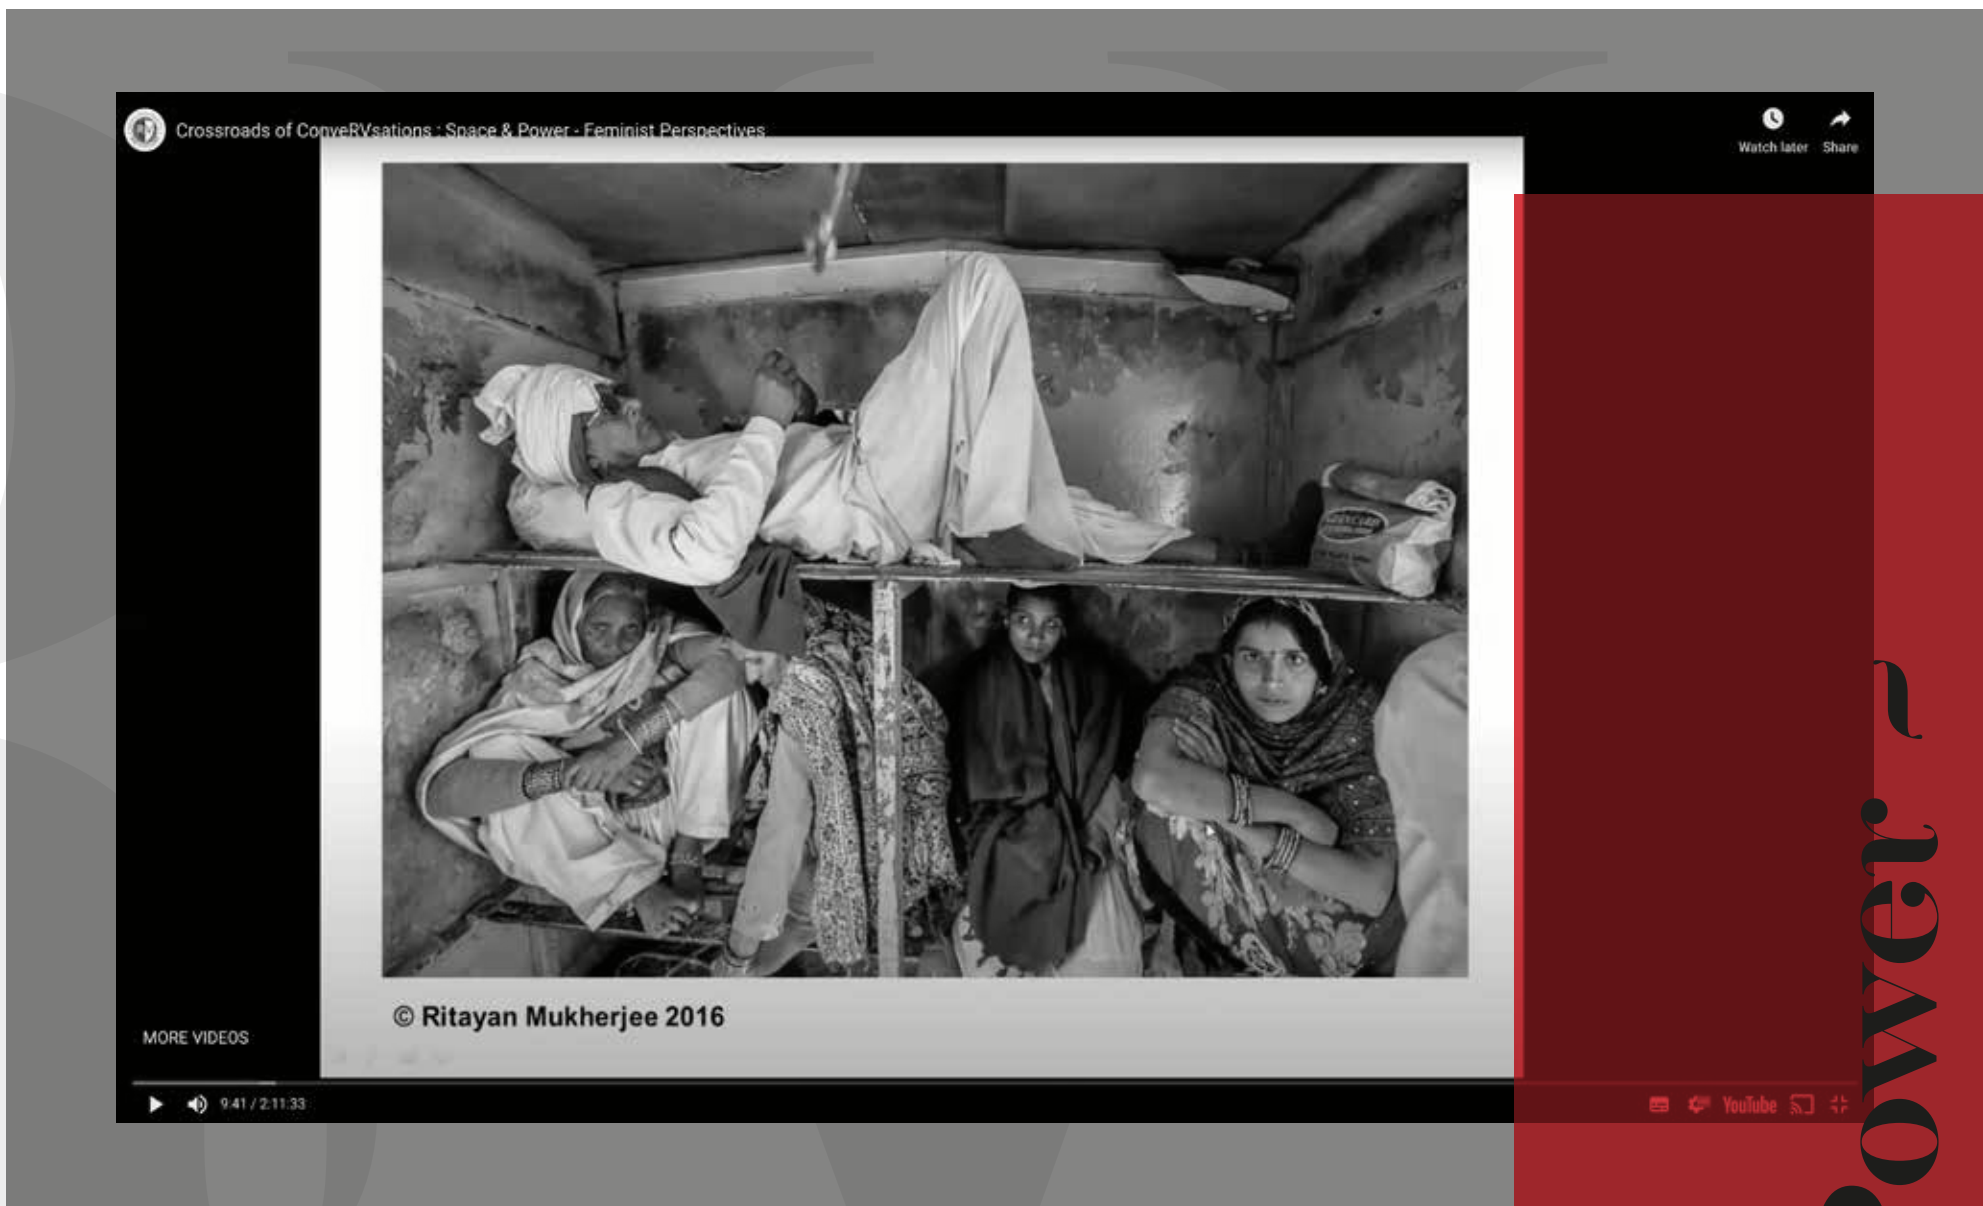 Crossroads of ConveRVsations : Space & Power - Feminist Perspectives
Watch later
Share
© Ritayan Mukherjee 2016
MORE VIDEOS
9:41 / 2:11:33
YouTube
ower -